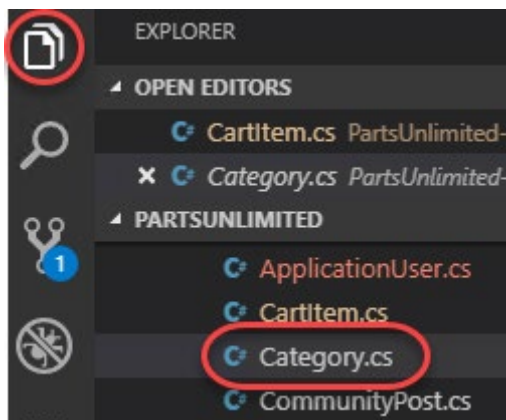 EXPLORER
OPEN EDITORS
C# CartItem.cs PartsUnlimited-
C# Category.cs PartsUnlimited-
PARTSUNLIMITED
1
C# ApplicationUser.cs
C# CartItem.cs
C# Category.cs
C# CommunityPost.cs